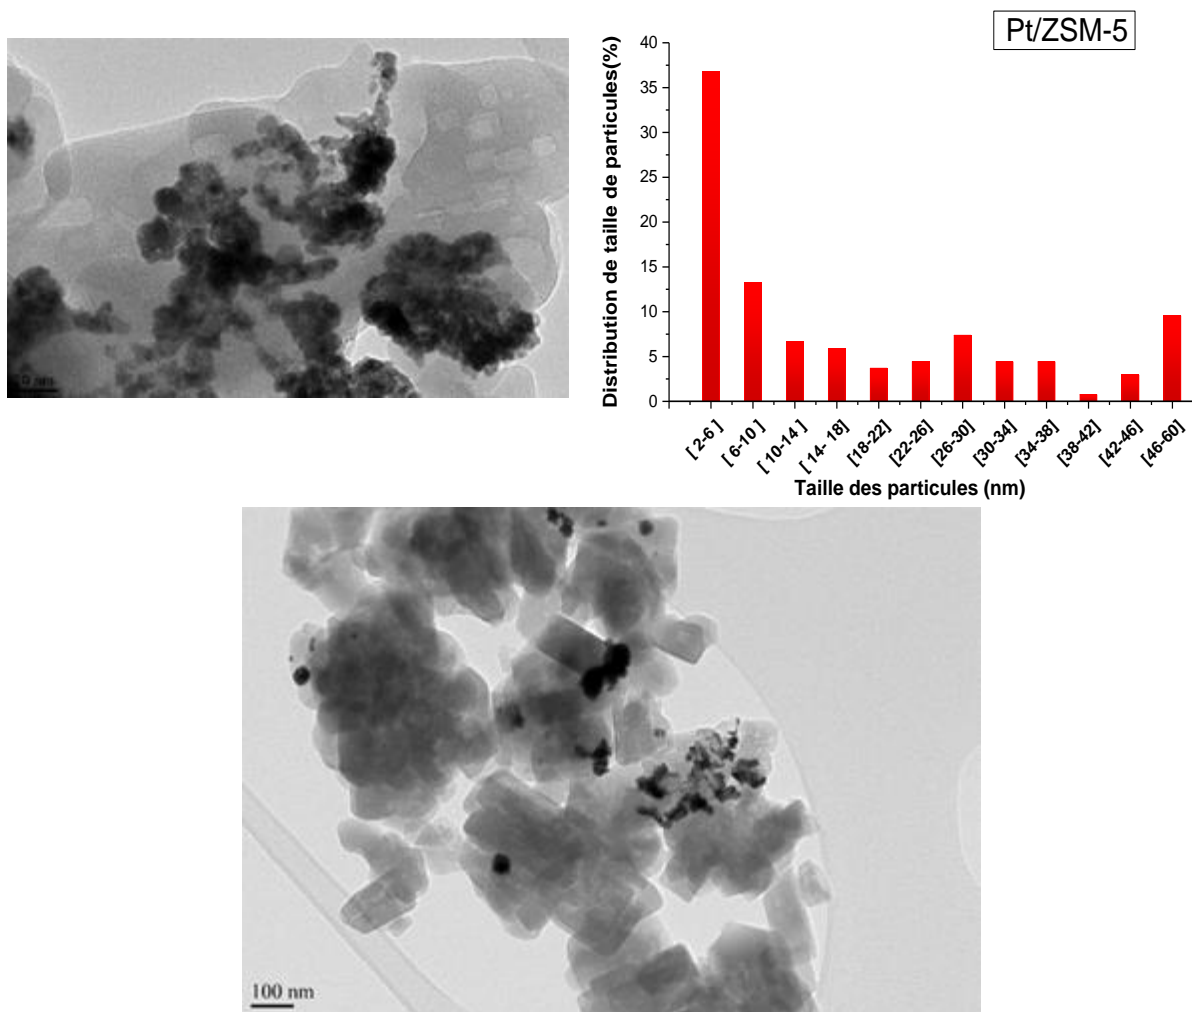 Pt/ZSM-5
Distribution de taille de particules(%)
40
35
30
25
20
15
10
5
0
[ 2-6 ]
[ 6-10 ]
[ 10-14 ]
[ 14- 18]
[18-22]
[22-26]
[26-30]
[30-34]
[34-38]
[38-42]
[42-46]
[46-60]
Taille des particules (nm)
nm
100 nm